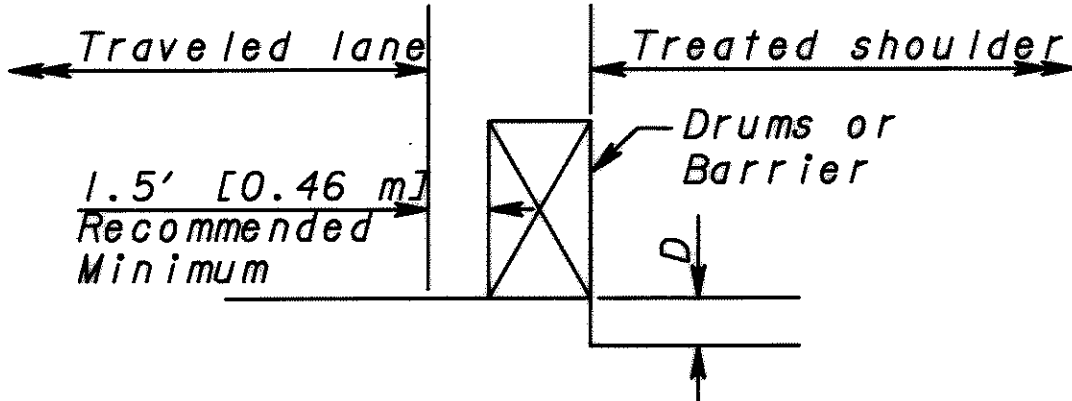 Traveled lane
Treated shoulder
Drums or
Barrier
1.5' [0.46 m]
Recommended
Minimum
D